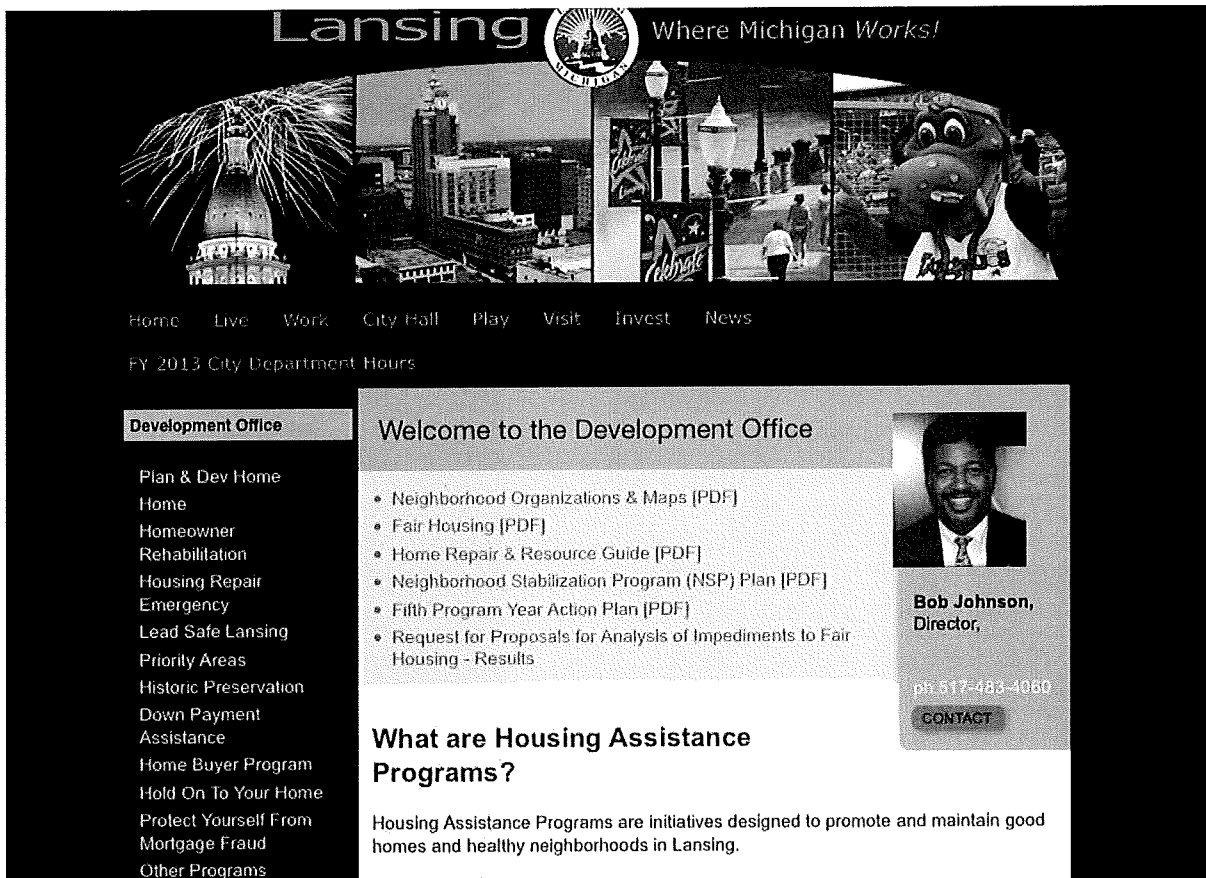 Lansing
Where Michigan Works!
MICHIGAN
Celebrate
Home Live Work City Hall Play Visit Invest News
FY 2013 City Department Hours
Development Office
Plan & Dev Home
Home
Homeowner
Rehabilitation
Housing Repair
Emergency
Lead Safe Lansing
Priority Areas
Historic Preservation
Down Payment
Assistance
Home Buyer Program
Hold On To Your Home
Protect Yourself From
Mortgage Fraud
Other Programs
Welcome to the Development Office
• Neighborhood Organizations & Maps [PDF]
• Fair Housing [PDF]
• Home Repair & Resource Guide [PDF]
• Neighborhood Stabilization Program (NSP) Plan [PDF]
• Fifth Program Year Action Plan [PDF]
• Request for Proposals for Analysis of Impediments to Fair
Housing - Results
Bob Johnson,
Director,
ph 517-483-4060
CONTACT
What are Housing Assistance
Programs?
Housing Assistance Programs are initiatives designed to promote and maintain good
homes and healthy neighborhoods in Lansing.